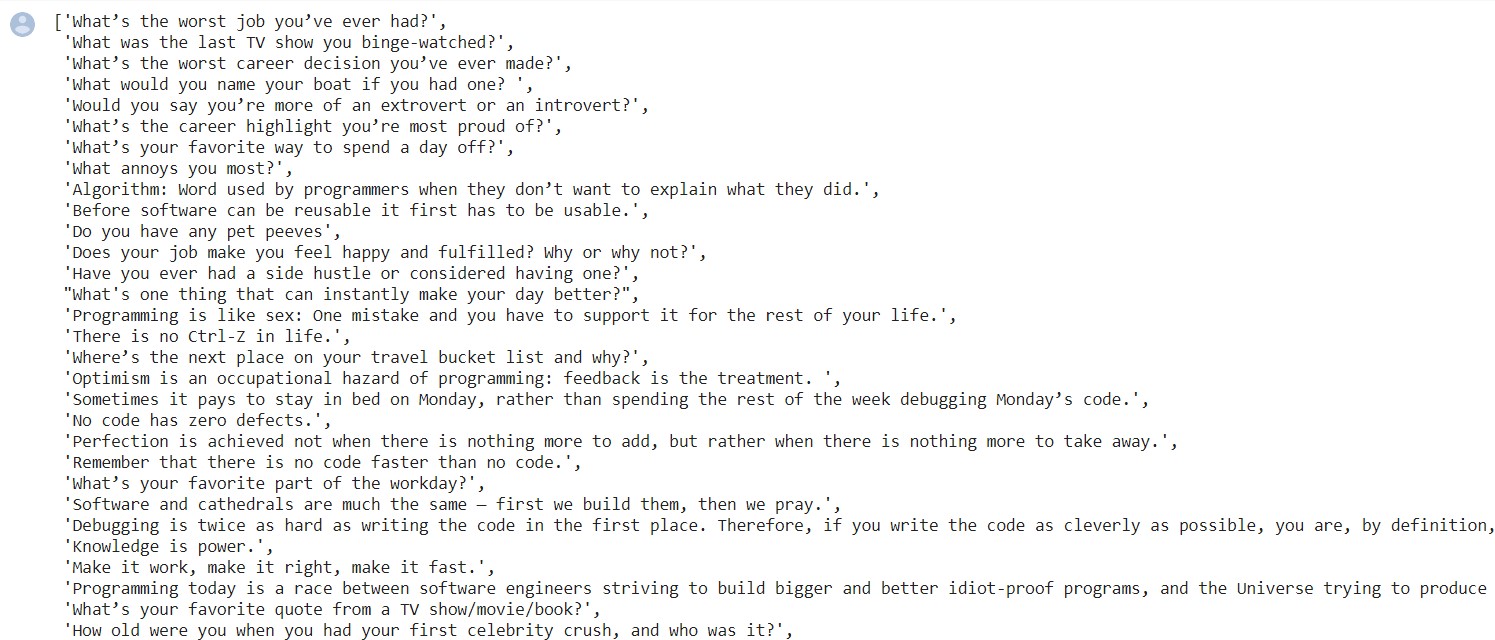 ['What’s the worst job you’ve ever had?',
'What was the last TV show you binge-watched?',
'What’s the worst career decision you’ve ever made?',
'What would you name your boat if you had one? ',
'Would you say you’re more of an extrovert or an introvert?',
'What’s the career highlight you’re most proud of?',
'What’s your favorite way to spend a day off?',
'What annoys you most?',
'Algorithm: Word used by programmers when they don’t want to explain what they did.',
'Before software can be reusable it first has to be usable.',
'Do you have any pet peeves',
'Does your job make you feel happy and fulfilled? Why or why not?',
'Have you ever had a side hustle or considered having one?',
"What's one thing that can instantly make your day better?",
'Programming is like sex: One mistake and you have to support it for the rest of your life.',
'There is no Ctrl-Z in life.',
'Where’s the next place on your travel bucket list and why?',
'Optimism is an occupational hazard of programming: feedback is the treatment. ',
'Sometimes it pays to stay in bed on Monday, rather than spending the rest of the week debugging Monday’s code.',
'No code has zero defects.',
'Perfection is achieved not when there is nothing more to add, but rather when there is nothing more to take away.',
'Remember that there is no code faster than no code.',
'What’s your favorite part of the workday?',
'Software and cathedrals are much the same – first we build them, then we pray.',
'Debugging is twice as hard as writing the code in the first place. Therefore, if you write the code as cleverly as possible, you are, by definition,
'Knowledge is power.',
'Make it work, make it right, make it fast.',
'Programming today is a race between software engineers striving to build bigger and better idiot-proof programs, and the Universe trying to produce
'What’s your favorite quote from a TV show/movie/book?',
'How old were you when you had your first celebrity crush, and who was it?',